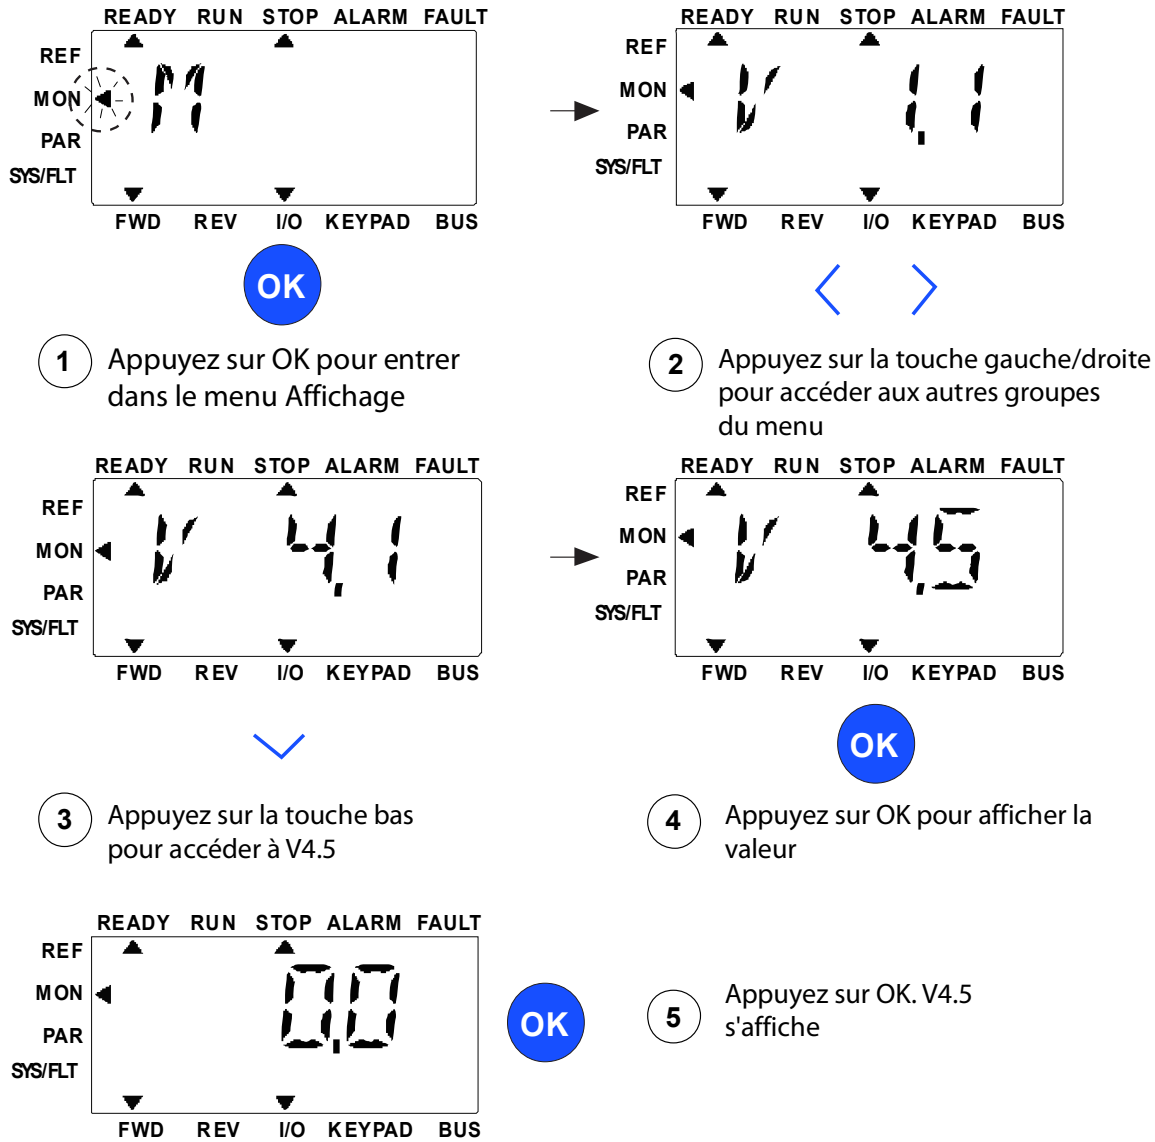 READY RUN STOP ALARM FAULT
REF
MON
PAR
SYS/FLT
M
FWD REV I/O KEYPAD BUS
OK
1 Appuyez sur OK pour entrer
dans le menu Affichage
READY RUN STOP ALARM FAULT
REF
MON
PAR
SYS/FLT
V 1.1
FWD REV I/O KEYPAD BUS
2 Appuyez sur la touche gauche/droite
pour accéder aux autres groupes
du menu
READY RUN STOP ALARM FAULT
REF
MON
PAR
SYS/FLT
V 4.1
FWD REV I/O KEYPAD BUS
3 Appuyez sur la touche bas
pour accéder à V4.5
READY RUN STOP ALARM FAULT
REF
MON
PAR
SYS/FLT
V 4.5
FWD REV I/O KEYPAD BUS
OK
4 Appuyez sur OK pour afficher la
valeur
READY RUN STOP ALARM FAULT
REF
MON
PAR
SYS/FLT
0.0
FWD REV I/O KEYPAD BUS
OK
5 Appuyez sur OK. V4.5
s'affiche